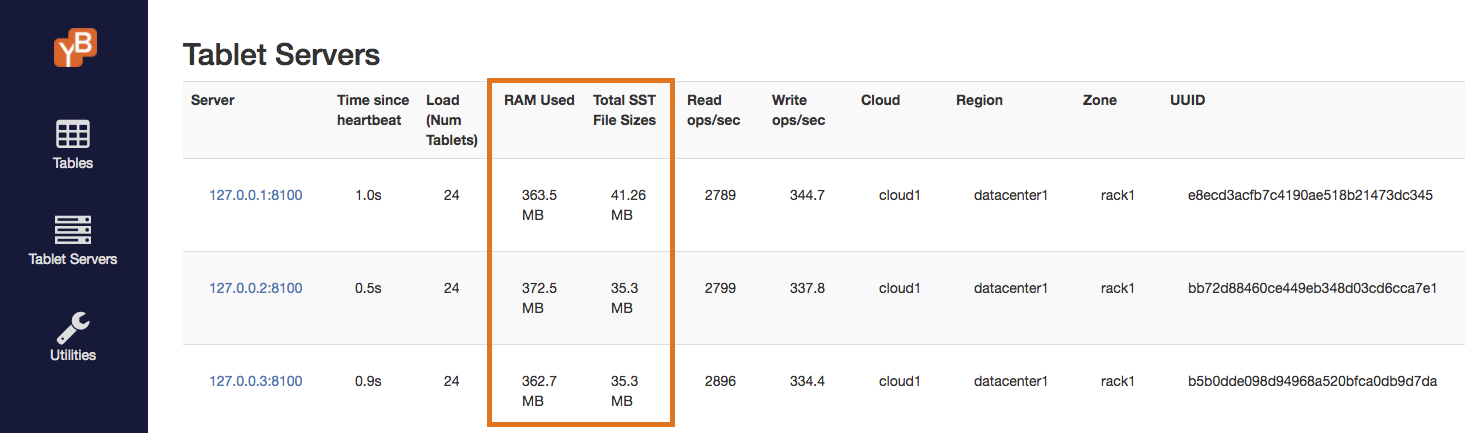 YB
Tables
Tablet Servers
Utilities
Tablet Servers
Server Time since heartbeat Load (Num Tablets) RAM Used Total SST File Sizes Read ops/sec Write ops/sec Cloud Region Zone UUID
127.0.0.1:8100 1.0s 24 363.5 MB 41.26 MB 2789 344.7 cloud1 datacenter1 rack1 e8ecd3acfb7c4190ae518b21473dc345
127.0.0.2:8100 0.5s 24 372.5 MB 35.3 MB 2799 337.8 cloud1 datacenter1 rack1 bb72d88460ce449eb348d03cd6cca7e1
127.0.0.3:8100 0.9s 24 362.7 MB 35.3 MB 2896 334.4 cloud1 datacenter1 rack1 b5b0dde098d94968a520bfca0db9d7da